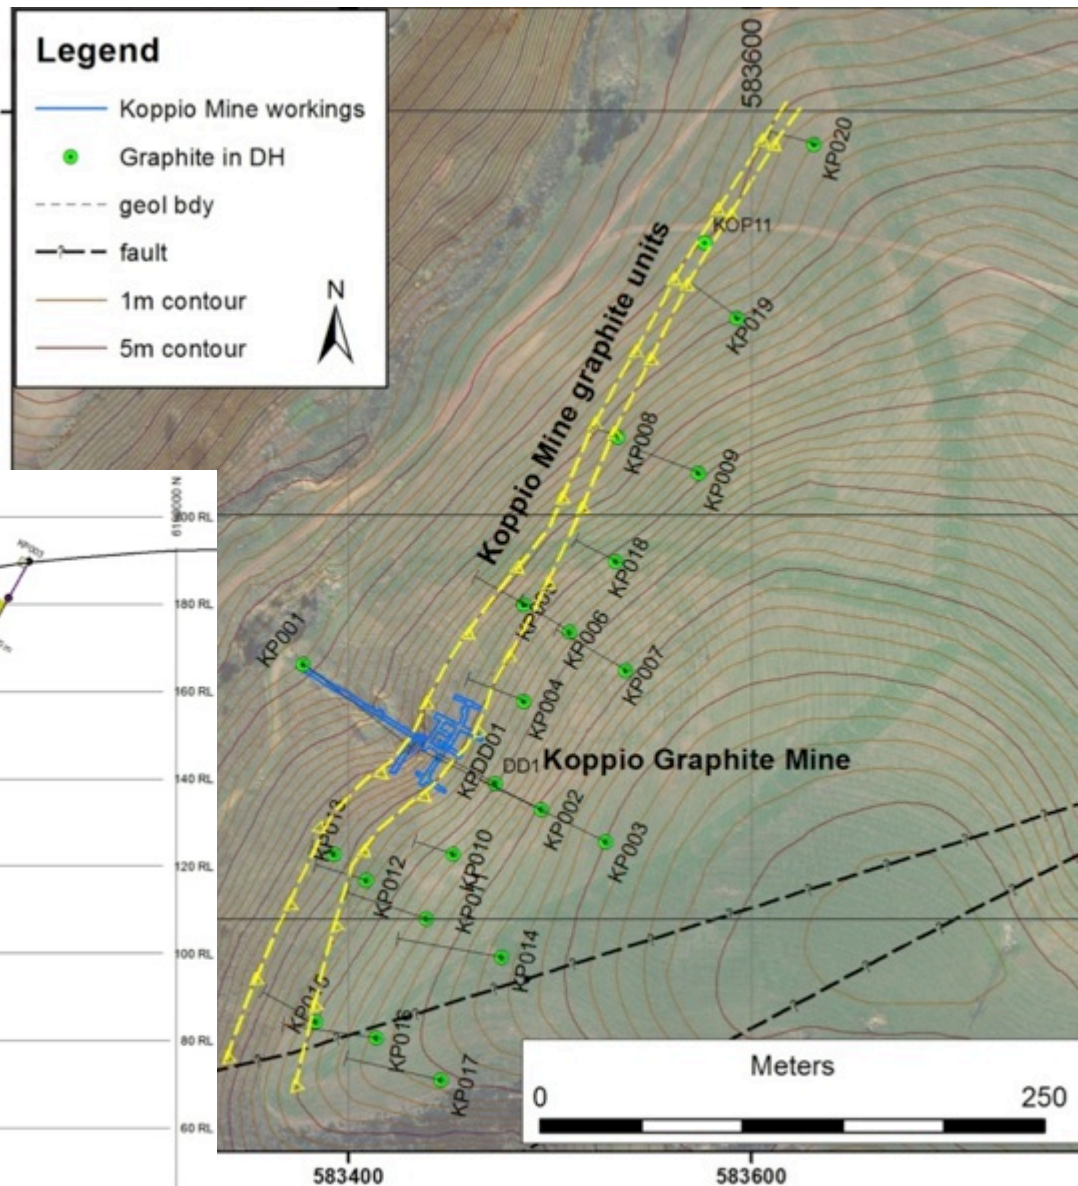 Legend
Koppio Mine workings
Graphite in DH
geol bdy
fault
1m contour
5m contour
N
583600
KP020
KOP11
KP019
Koppio Mine graphite units
KP008
KP009
KP018
KP006
KP007
KP001
KP004
KPDD01
DD1
Koppio Graphite Mine
KP002
KP003
KP013
KP010
KP012
KP011
KP014
KP015
KP016
KP017
KP003
180 RL
160 RL
140 RL
120 RL
100 RL
80 RL
60 RL
Meters
0
250
583400
583600